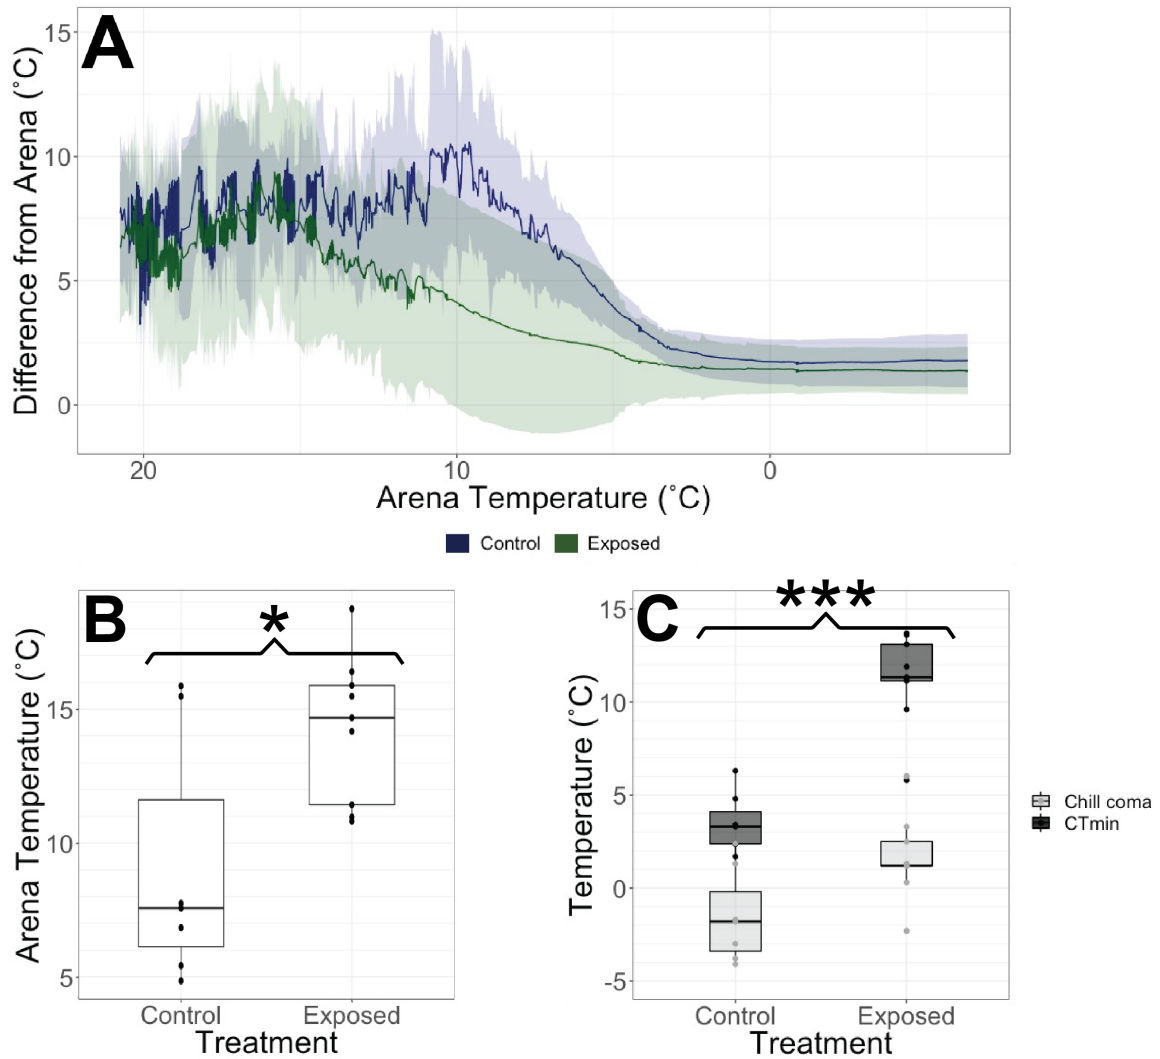 A
Difference from Arena (˚C)
15
10
5
0
20 10 0
Arena Temperature (˚C)
Control Exposed
B
*
Arena Temperature (˚C)
15
10
5
Control Exposed
Treatment
C
***
Temperature (˚C)
15
10
5
0
-5
Control Exposed
Treatment
Chill coma
CTmin